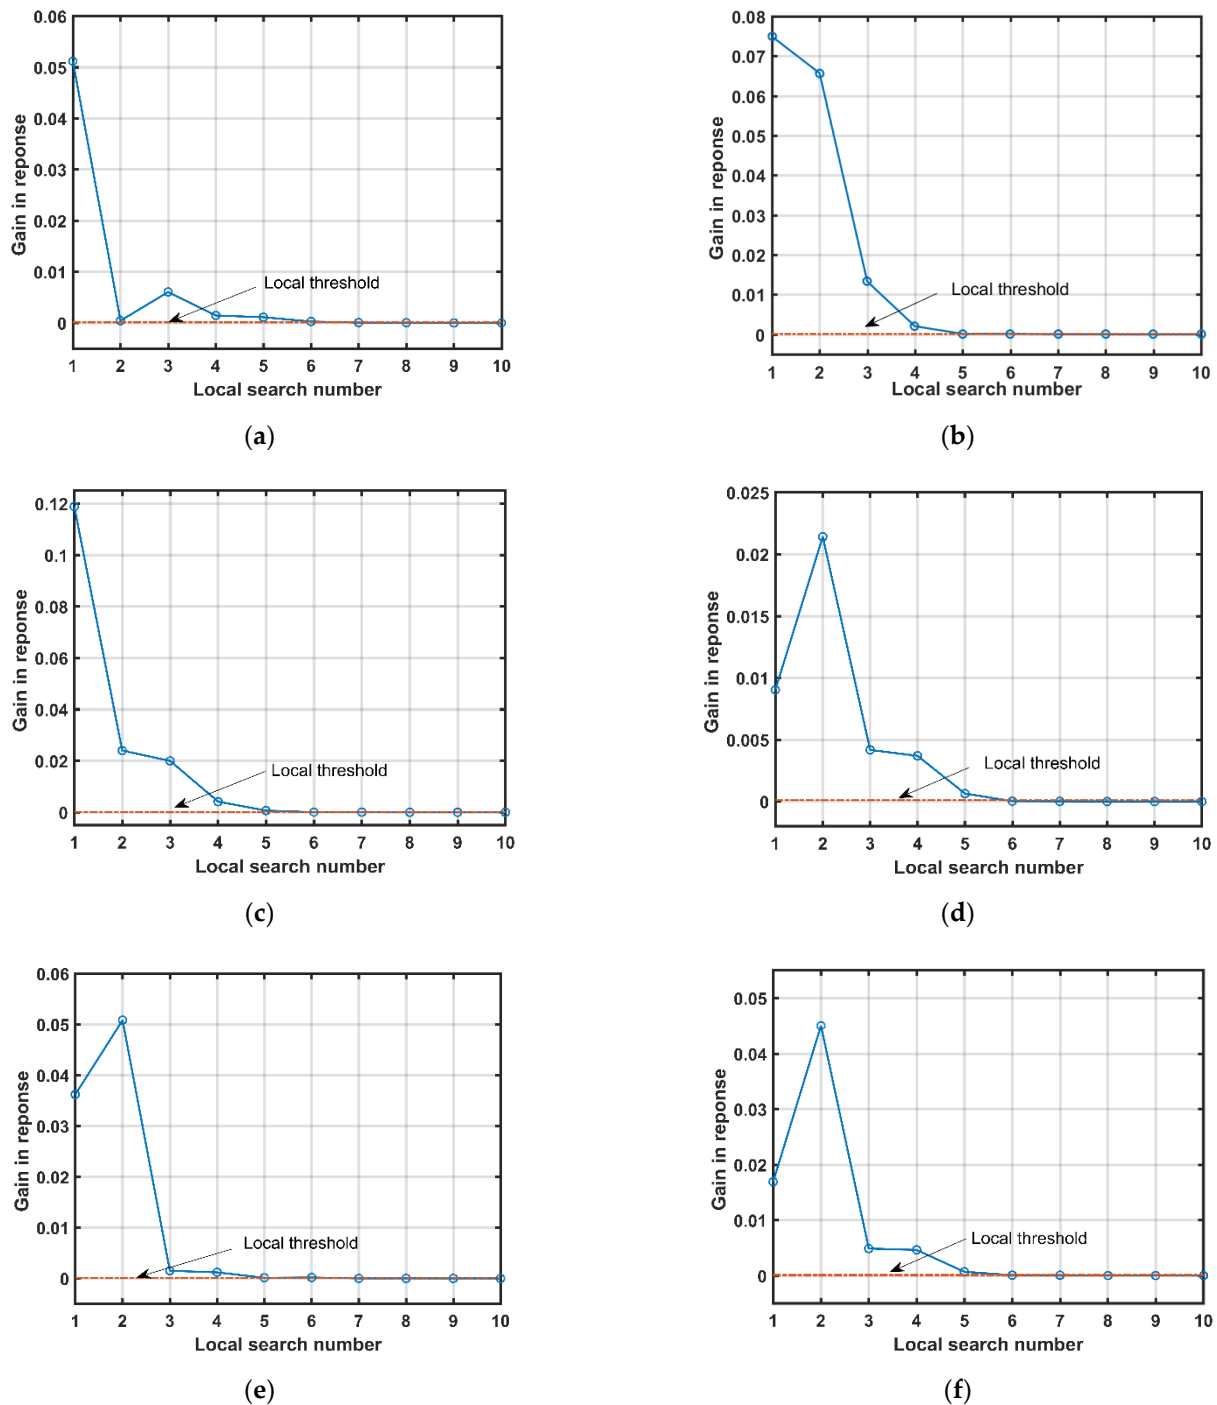 0.06
0.05
0.04
0.03
0.02
0.01
0
Gain in reponse
Local threshold
1 2 3 4 5 6 7 8 9 10
Local search number
(a)
0.08
0.07
0.06
0.05
0.04
0.03
0.02
0.01
0
Gain in reponse
Local threshold
1 2 3 4 5 6 7 8 9 10
Local search number
(b)
0.12
0.1
0.08
0.06
0.04
0.02
0
Gain in reponse
Local threshold
1 2 3 4 5 6 7 8 9 10
Local search number
(c)
0.025
0.02
0.015
0.01
0.005
0
Gain in reponse
Local threshold
1 2 3 4 5 6 7 8 9 10
Local search number
(d)
0.06
0.05
0.04
0.03
0.02
0.01
0
Gain in reponse
Local threshold
1 2 3 4 5 6 7 8 9 10
Local search number
(e)
0.05
0.04
0.03
0.02
0.01
0
Gain in reponse
Local threshold
1 2 3 4 5 6 7 8 9 10
Local search number
(f)